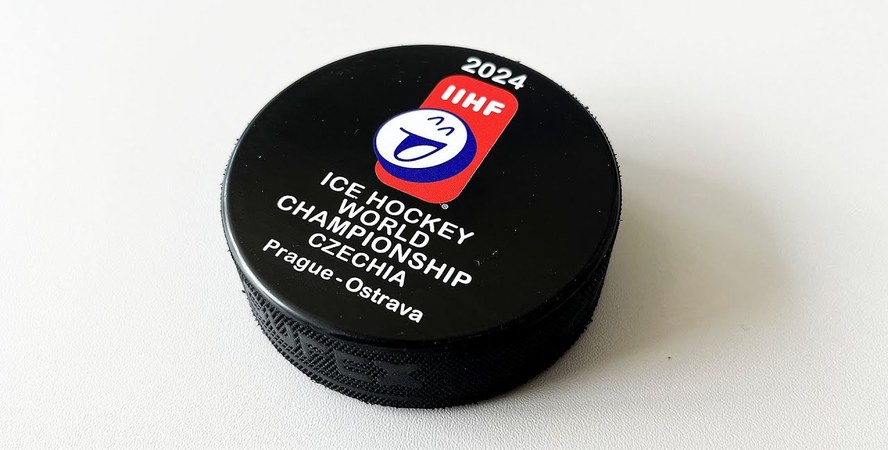 2024
IIHF
®
ICE HOCKEY
WORLD
CHAMPIONSHIP
CZECHIA
Prague - Ostrava